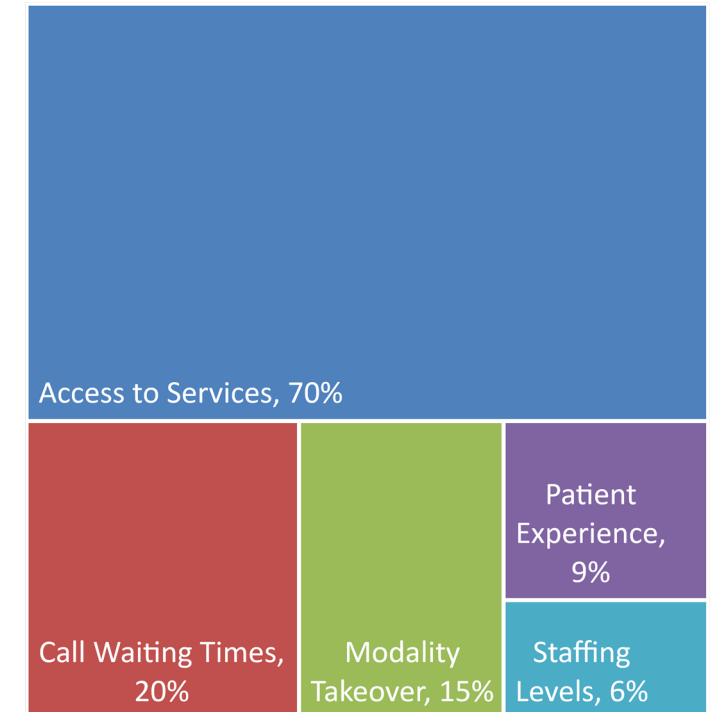 Access to Services, 70%
Call Waiting Times,
20%
Modality
Takeover, 15%
Patient
Experience,
9%
Staffing
Levels, 6%